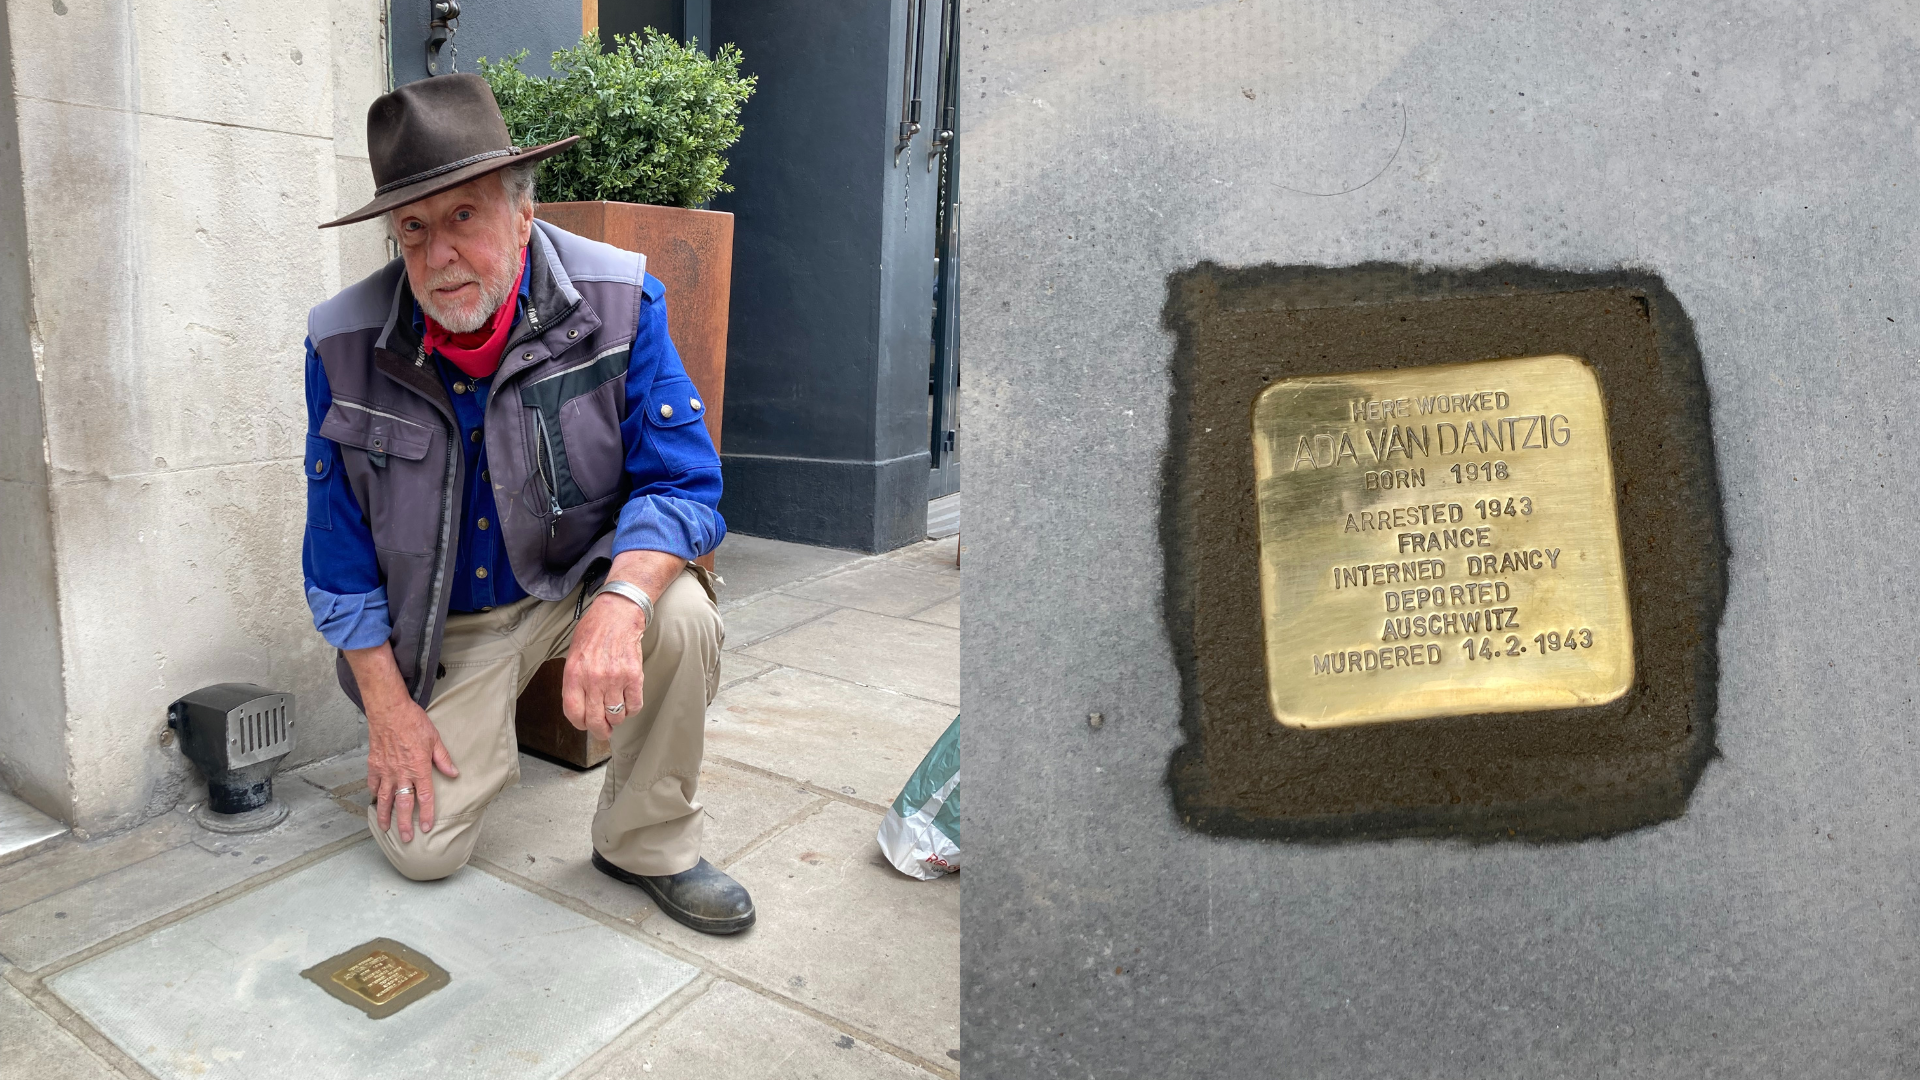 HERE WORKED
ADA VAN DANTZIG
BORN 1918
ARRESTED 1943
FRANCE
INTERNED DRANCY
DEPORTED
AUSCHWITZ
MURDERED 14.2.1943